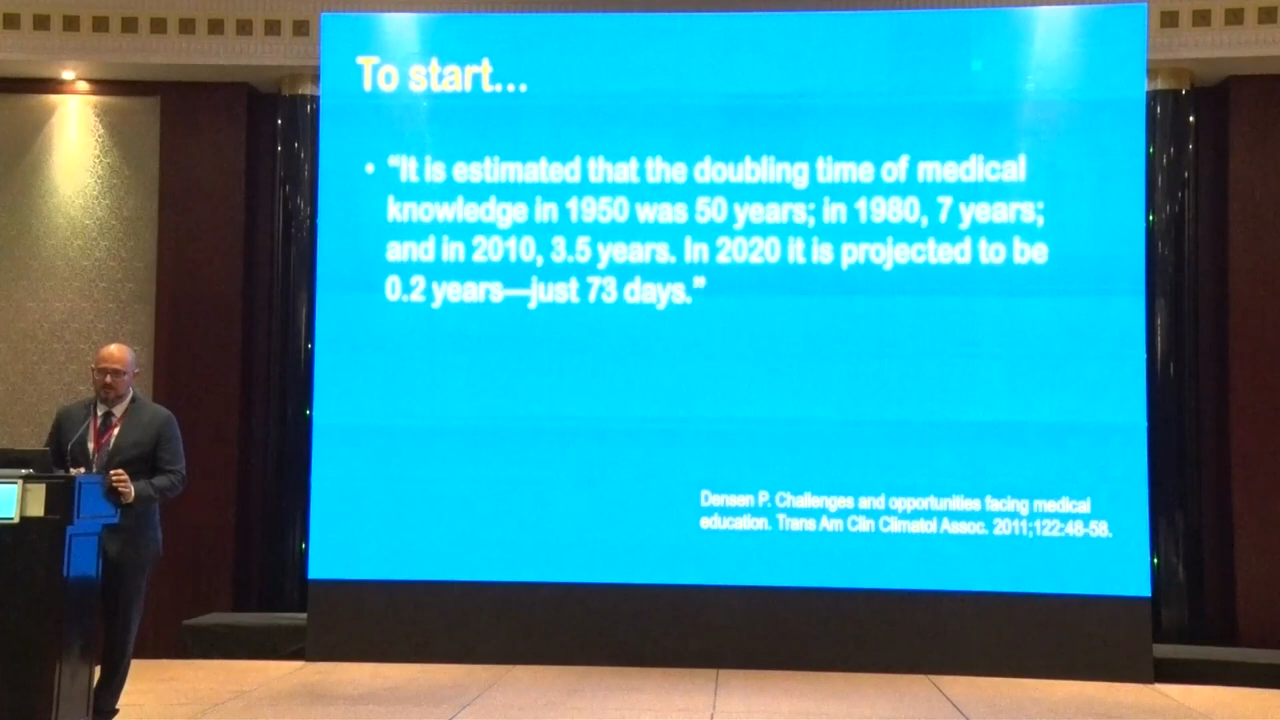 To start...
• “It is estimated that the doubling time of medical
knowledge in 1950 was 50 years; in 1980, 7 years;
and in 2010, 3.5 years. In 2020 it is projected to be
0.2 years—just 73 days.”
Densen P. Challenges and opportunities facing medical
education. Trans Am Clin Climatol Assoc. 2011;122:48-58.